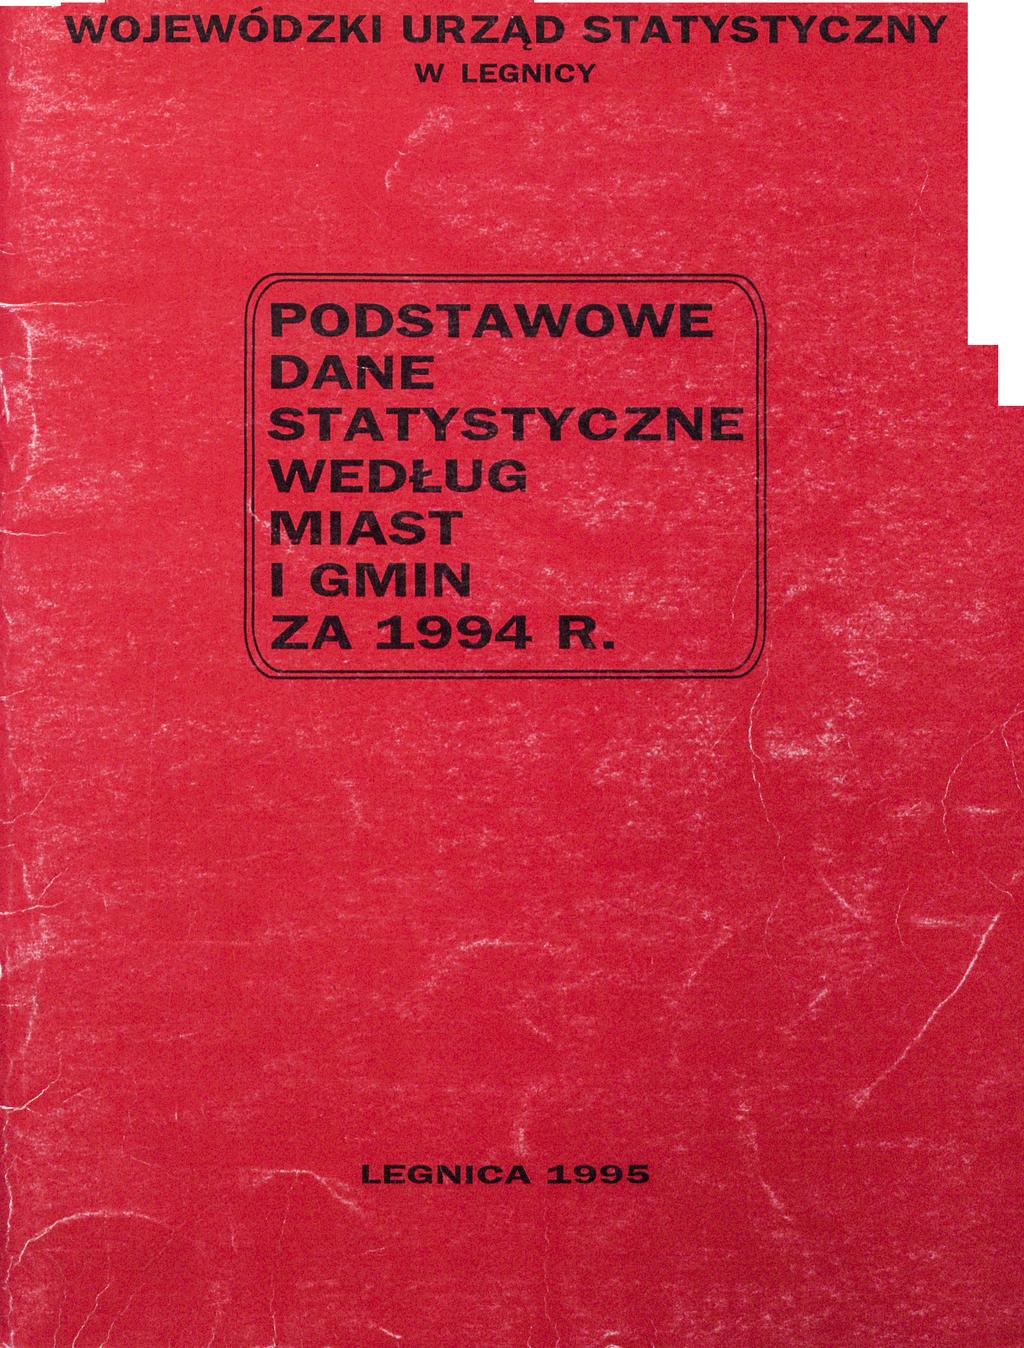 WOJEWÓDZKI URZĄD STATYSTYCZNY
W LEGNICY
PODSTAWOWE
DANE
STATYSTYCZNE
WEDŁUG
MIAST
I GMIN
ZA 1994 R.
LEGNICA 1995